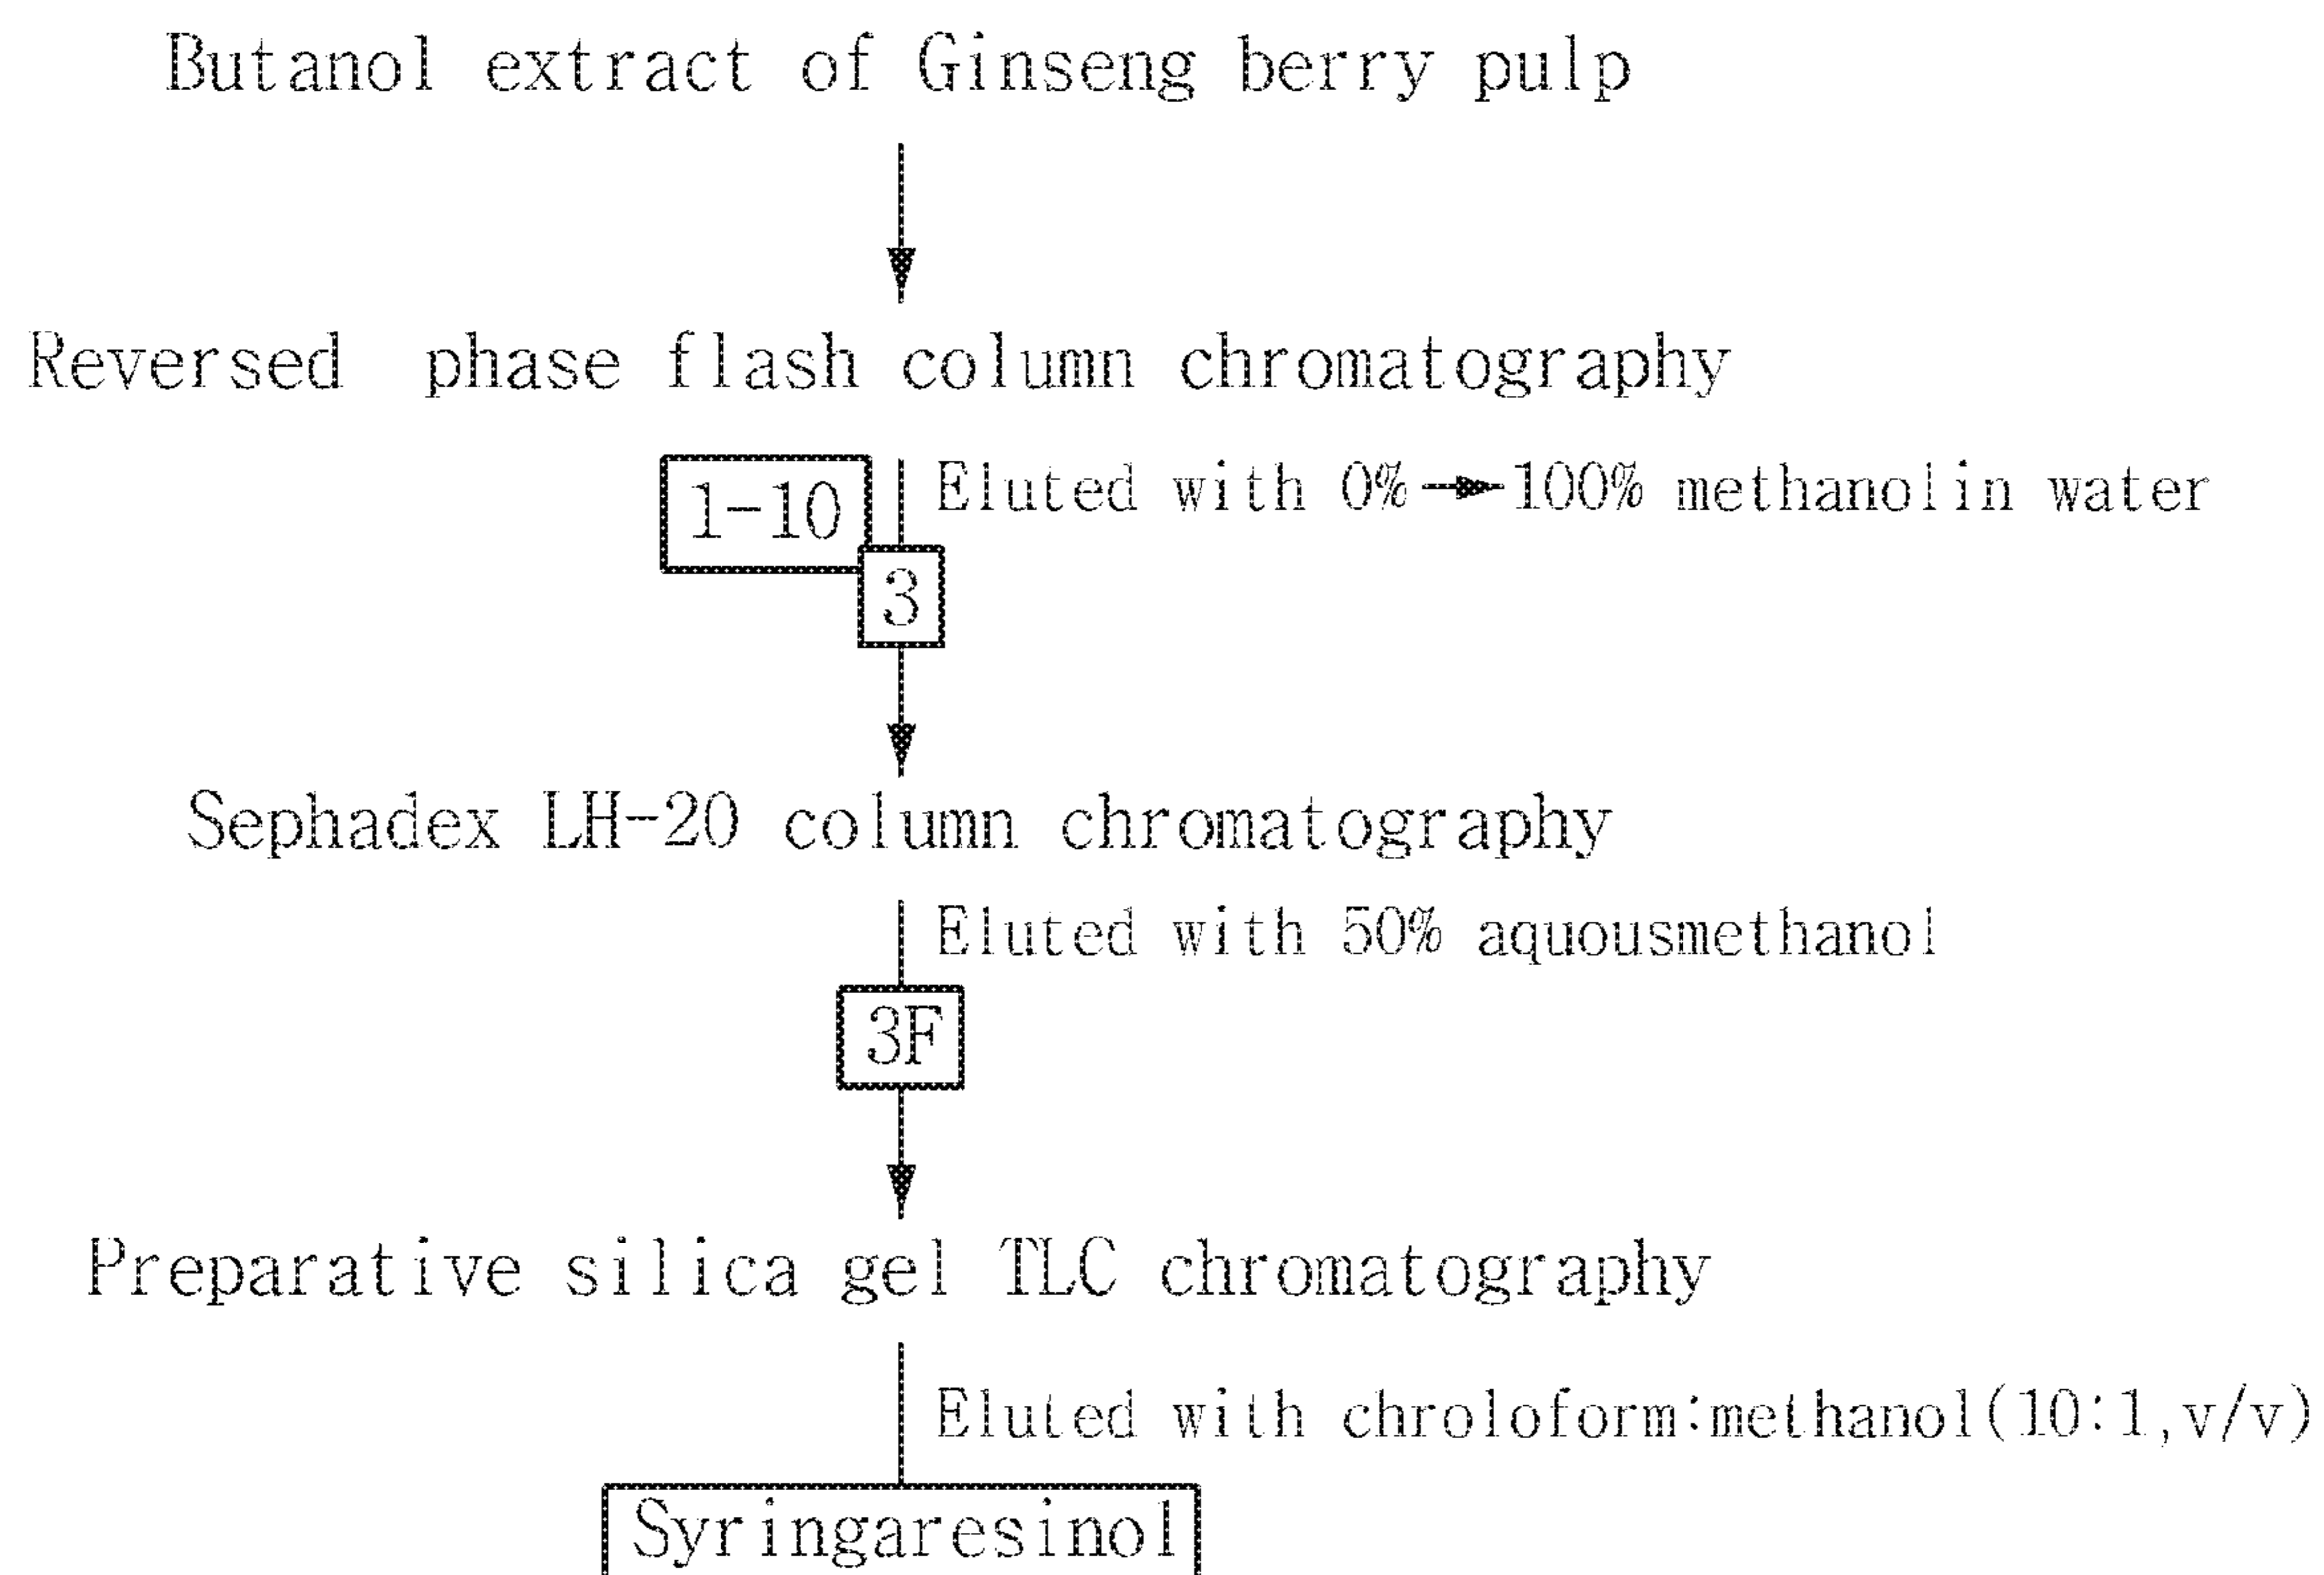 Butanol extract of Ginseng berry pulp
Reversed phase flash column chromatography
Eluted with 0%→100% methanolin water
1-10
3
Sephadex LH-20 column chromatography
Eluted with 50% aquousmethanol
3F
Preparative silica gel TLC chromatography
Eluted with chroloform:methanol(10:1,v/v)
Syringaresinol